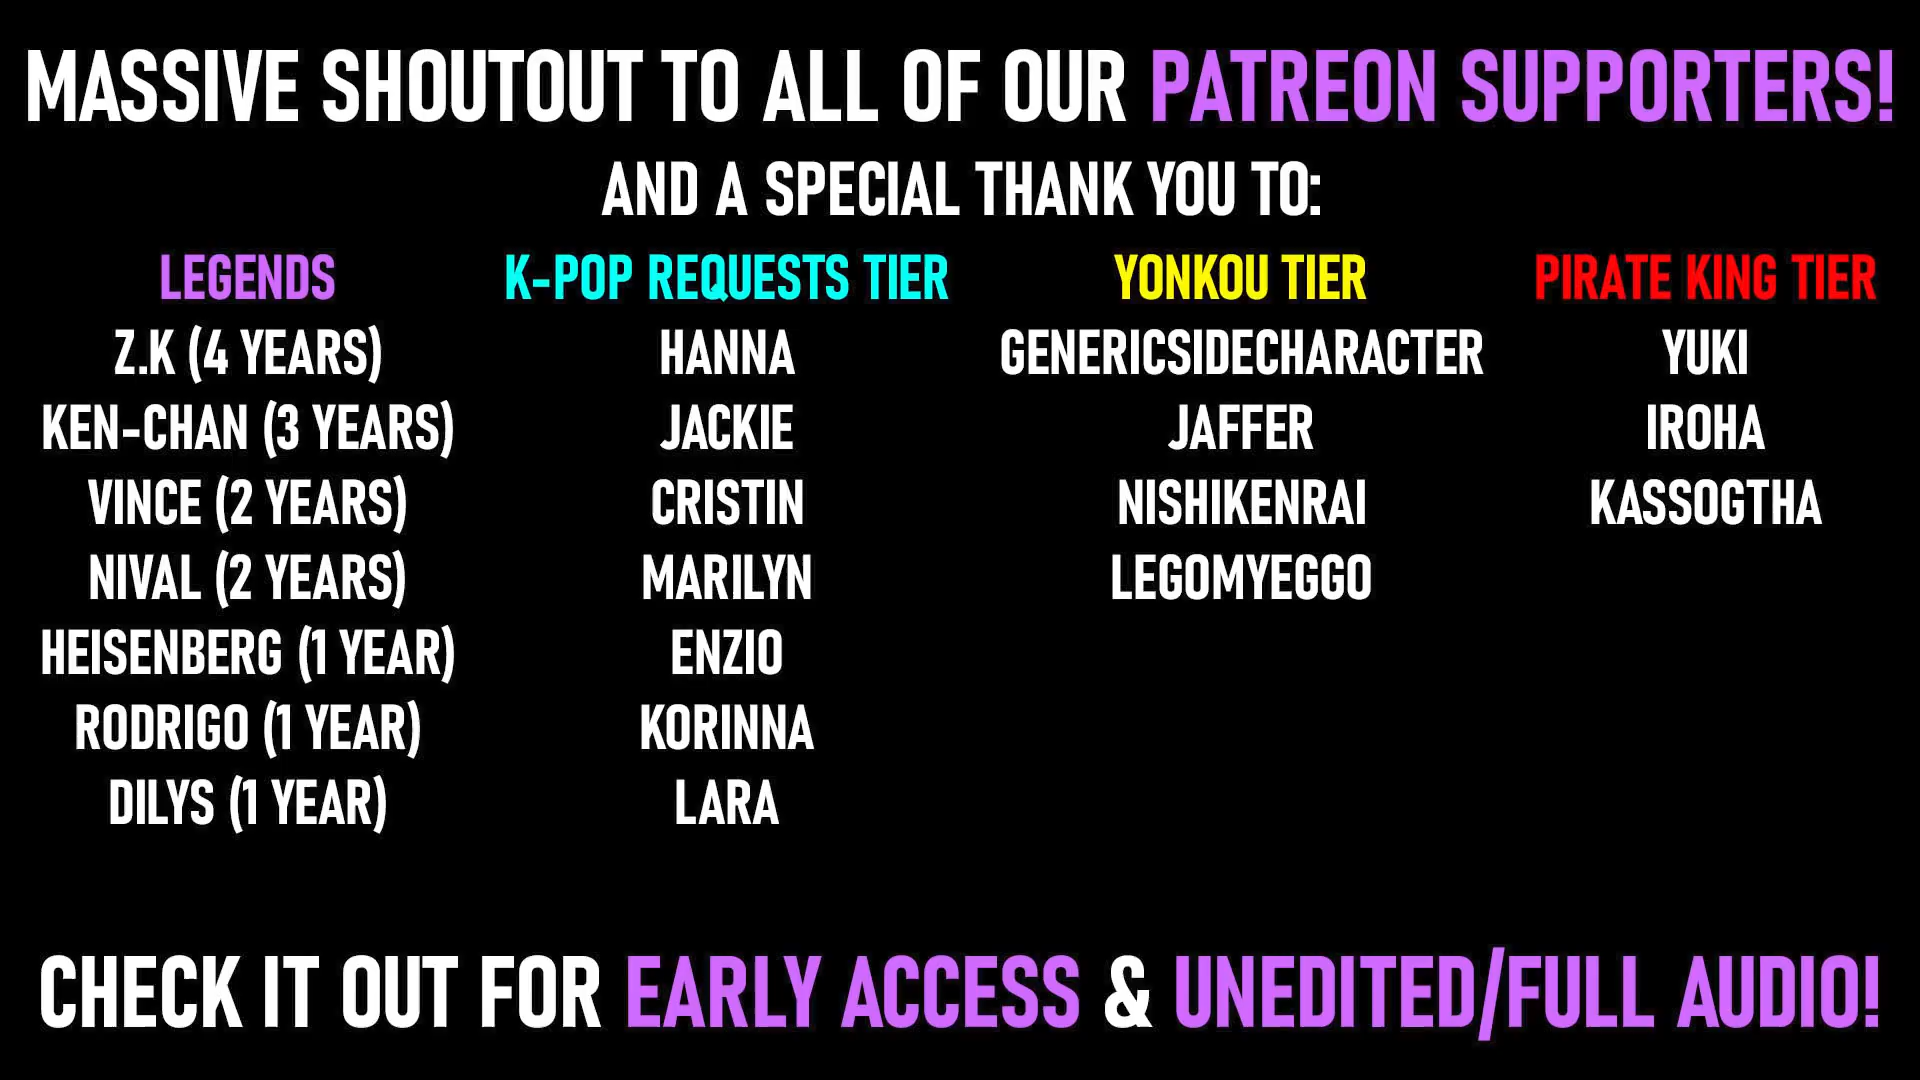 MASSIVE SHOUTOUT TO ALL OF OUR PATREON SUPPORTERS!
AND A SPECIAL THANK YOU TO:
LEGENDS
Z.K (4 YEARS)
KEN-CHAN (3 YEARS)
VINCE (2 YEARS)
NIVAL (2 YEARS)
HEISENBERG (1 YEAR)
RODRIGO (1 YEAR)
DILYS (1 YEAR)
K-POP REQUESTS TIER
HANNA
JACKIE
CRISTIN
MARILYN
ENZIO
KORINNA
LARA
YONKOU TIER
GENERICSIDECHARACTER
JAFFER
NISHIKENRAI
LEGOMYEGGO
PIRATE KING TIER
YUKI
IROHA
KASSOGTHA
CHECK IT OUT FOR EARLY ACCESS & UNEDITED/FULL AUDIO!